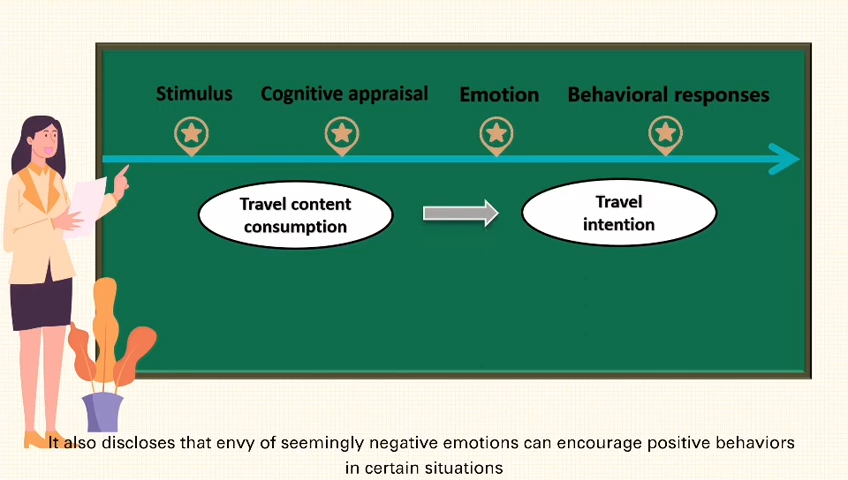 Stimulus Cognitive appraisal Emotion Behavioral responses
Travel content
consumption
Travel
intention
It also discloses that envy of seemingly negative emotions can encourage positive behaviors
in certain situations